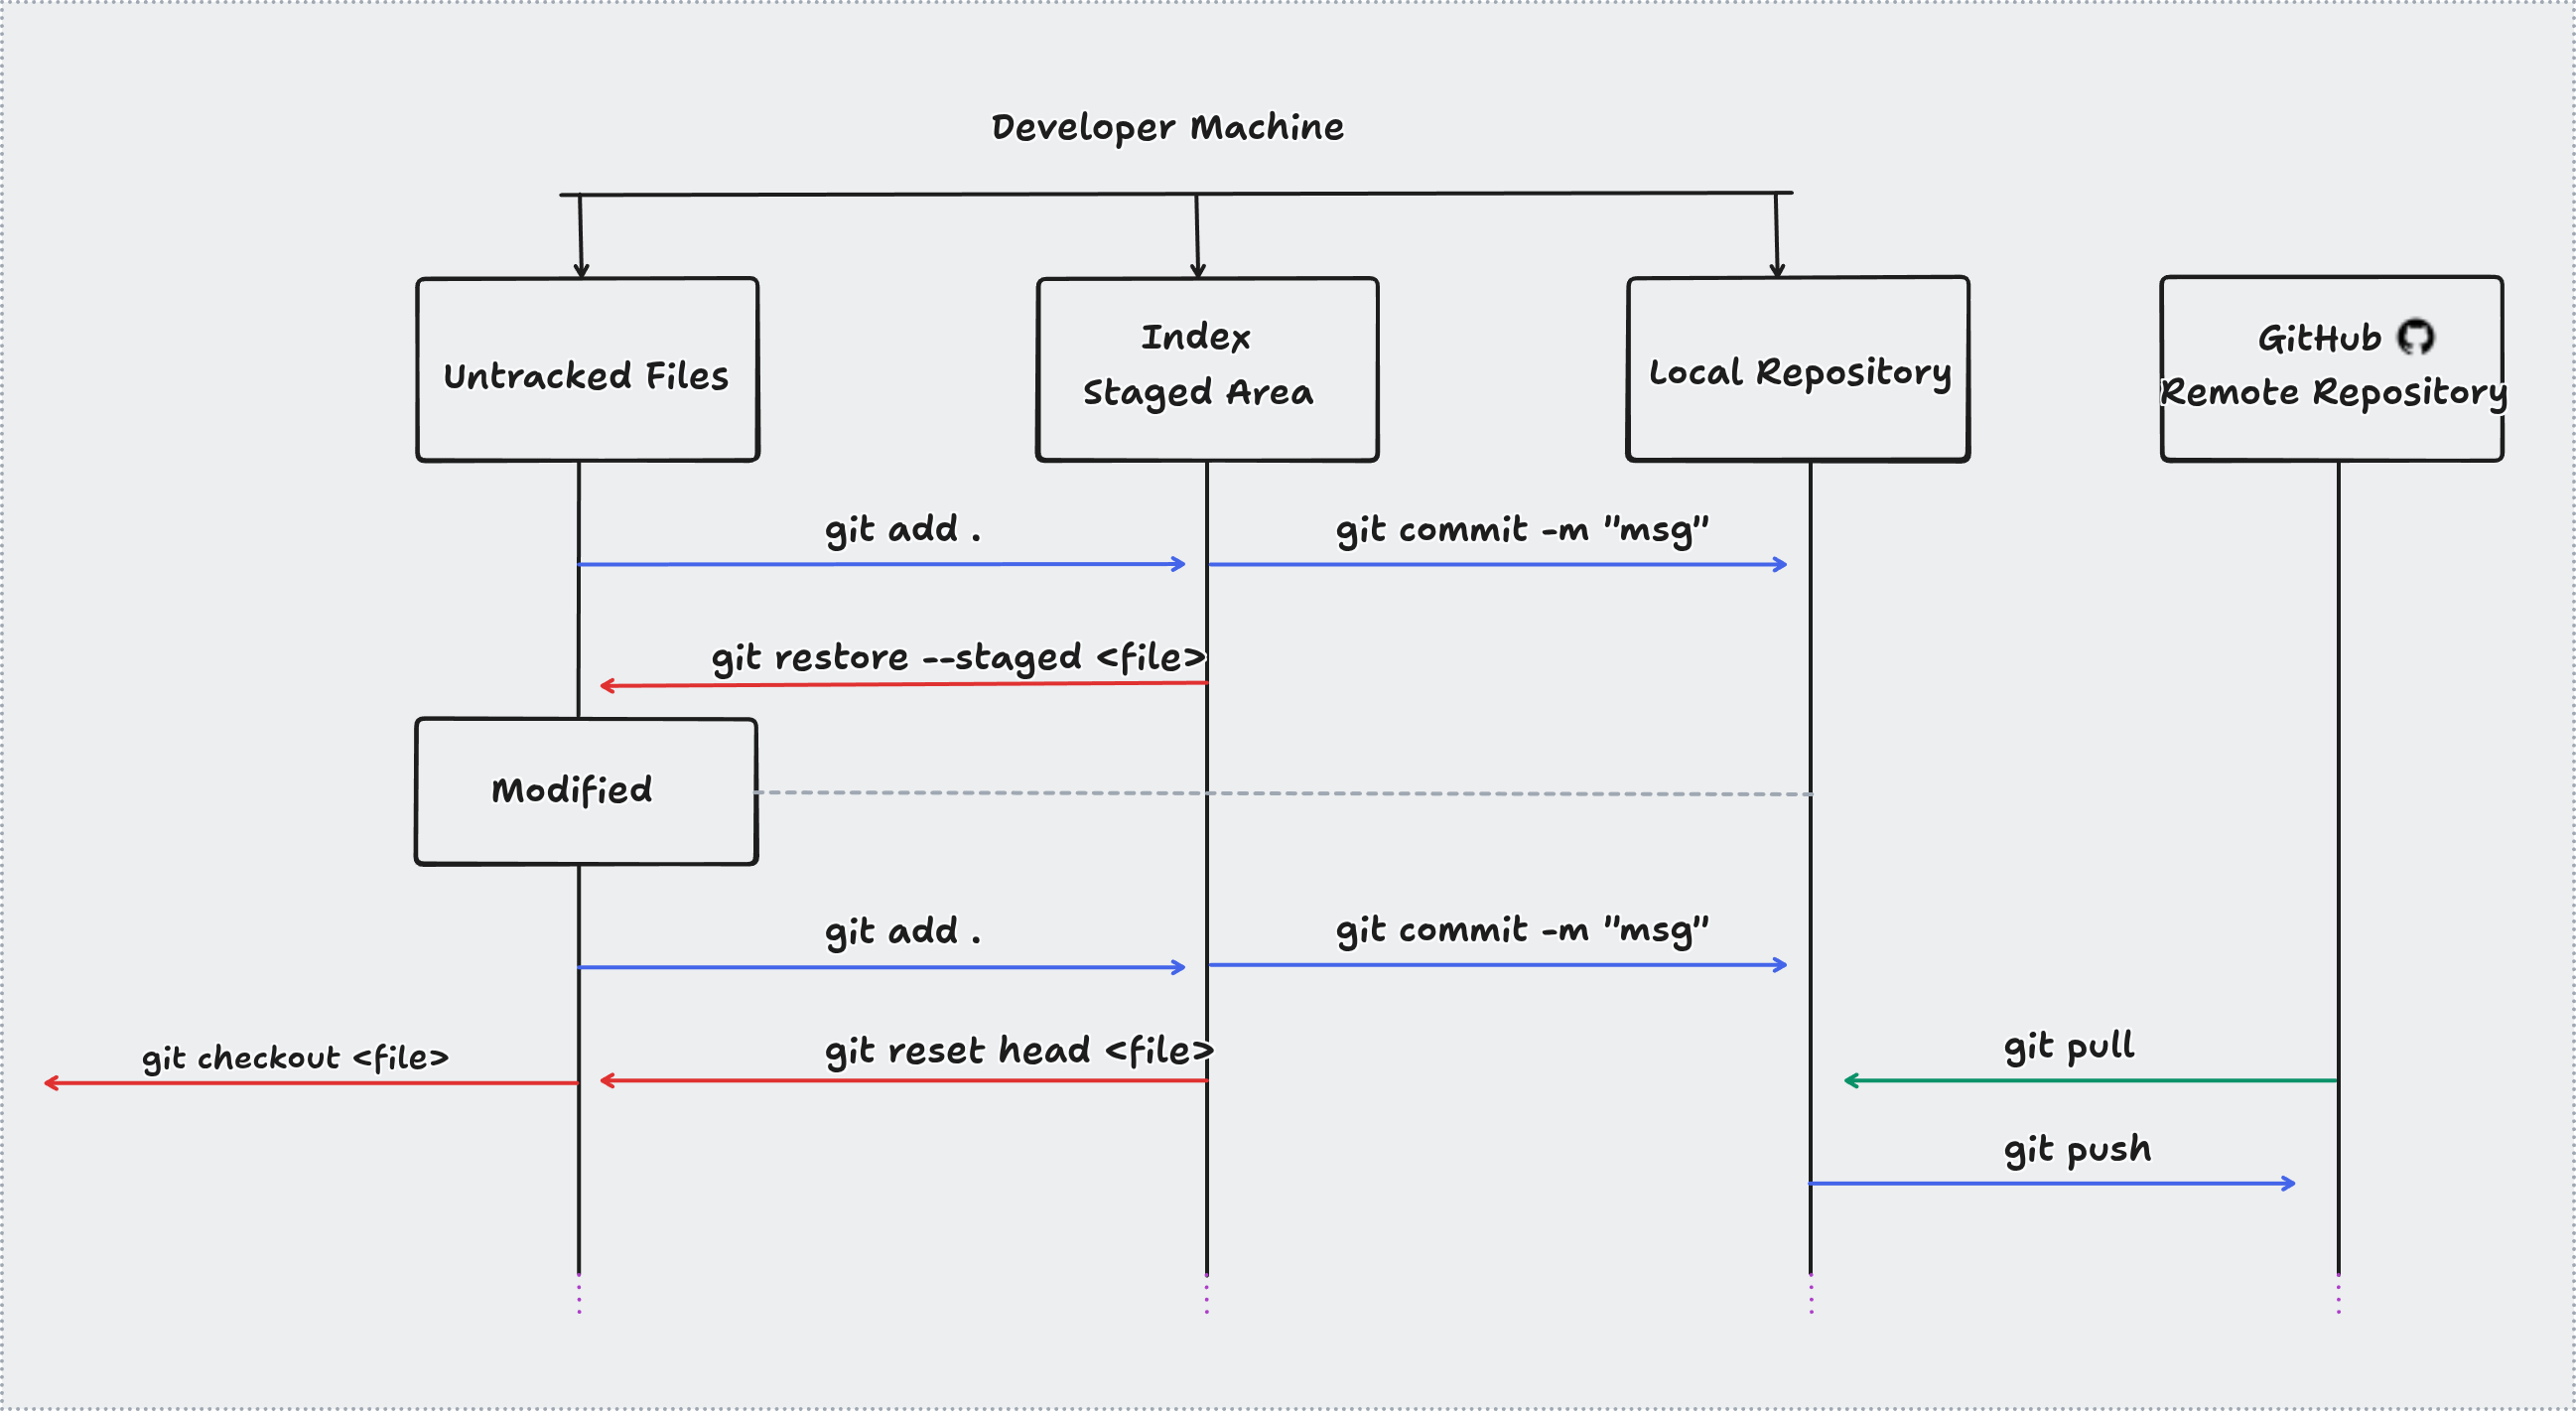 Developer Machine
Untracked Files
Index
Staged Area
Local Repository
GitHub
Remote Repository
git add .
git commit -m "msg"
git restore --staged <file>
Modified
git add .
git commit -m "msg"
git checkout <file>
git reset head <file>
git pull
git push